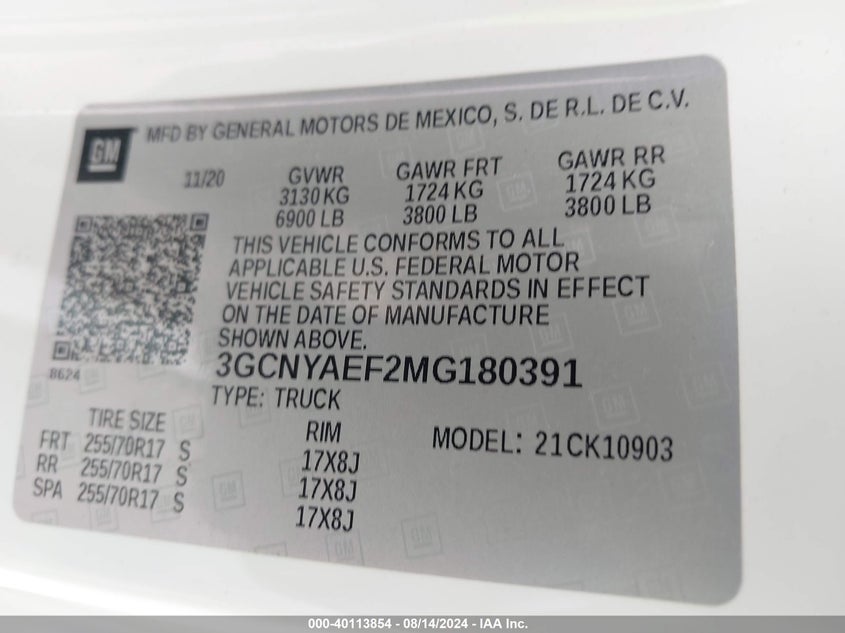 GM
MFD BY GENERAL MOTORS DE MEXICO, S. DE R.L. DE C.V.
11/20 GVWR GAWR FRT GAWR RR
3130 KG 1724 KG 1724 KG
6900 LB 3800 LB 3800 LB
THIS VEHICLE CONFORMS TO ALL
APPLICABLE U.S. FEDERAL MOTOR
VEHICLE SAFETY STANDARDS IN EFFECT
ON THE DATE OF MANUFACTURE
SHOWN ABOVE.
8624
3GCNYAEF2MG180391
TYPE: TRUCK
TIRE SIZE RIM MODEL: 21CK10903
FRT 255/70R17 S 17X8J
RR 255/70R17 S 17X8J
SPA 255/70R17 S 17X8J
000-40113854 - 08/14/2024 - IAA Inc.